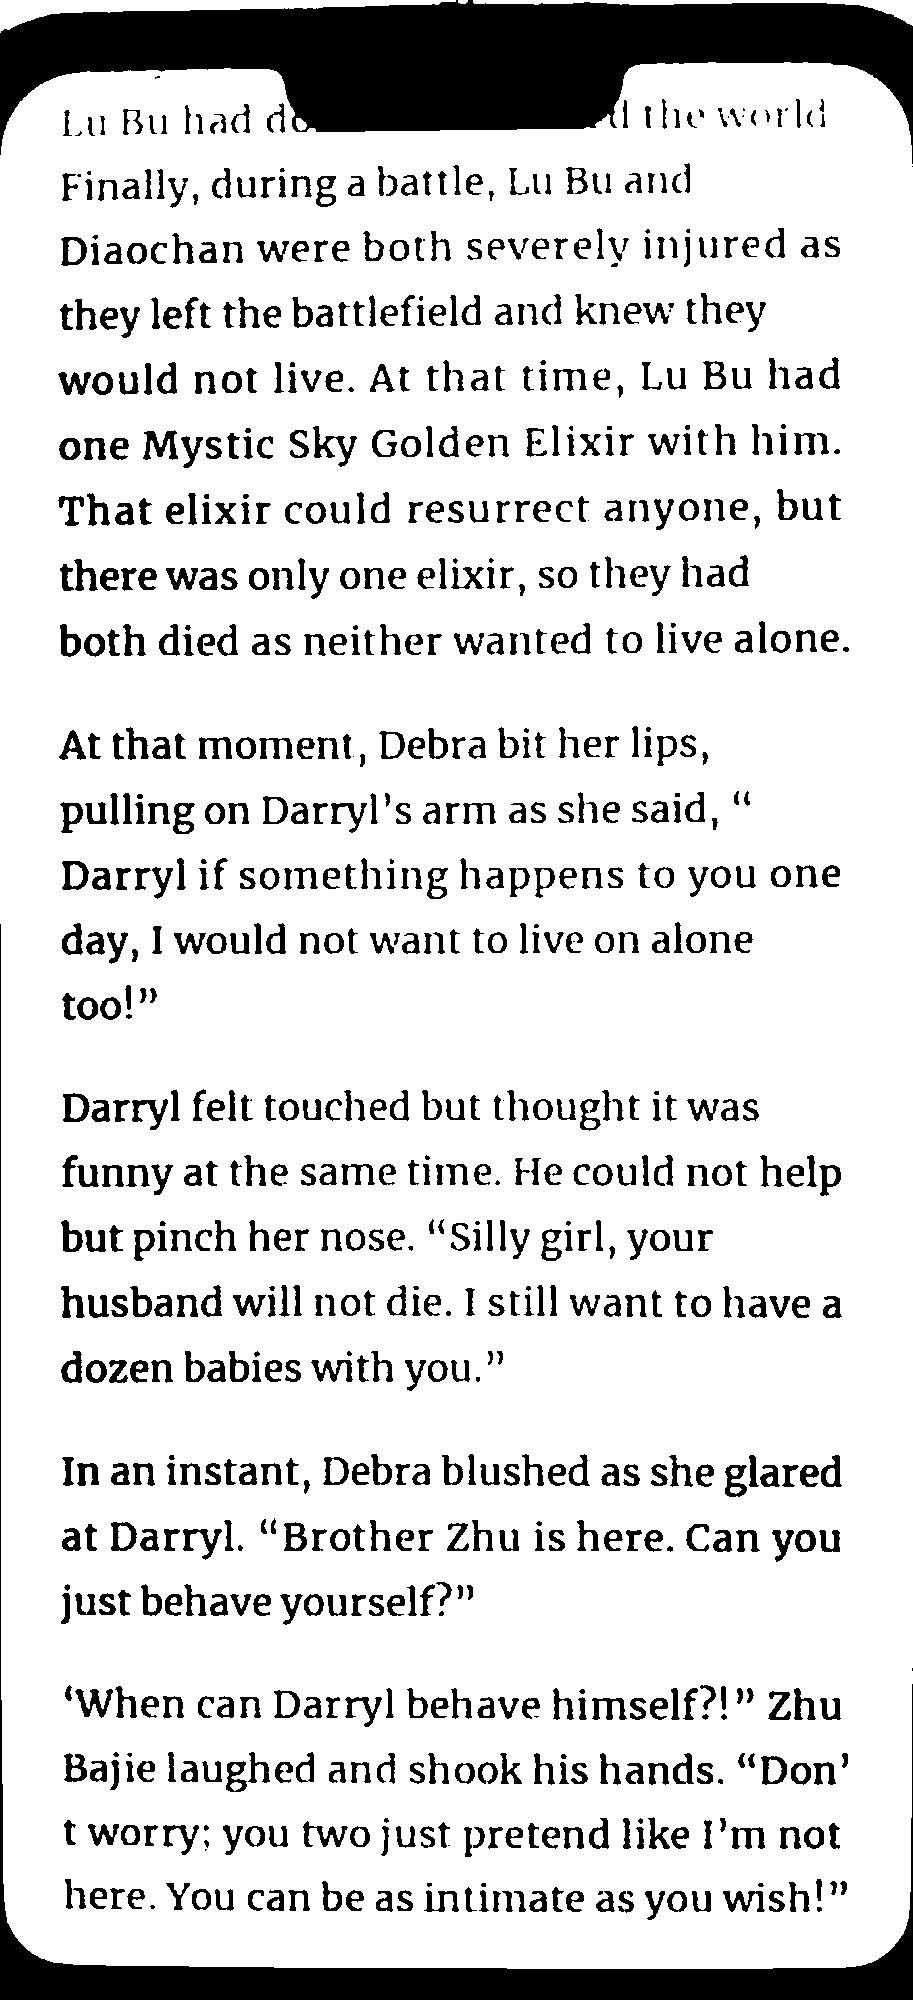 Lu Bu had the world
Finally, during a battle, Lu Bu and
Diaochan were both severely injured as
they left the battlefield and knew they
would not live. At that time, Lu Bu had
one Mystic Sky Golden Elixir with him.
That elixir could resurrect anyone, but
there was only one elixir, so they had
both died as neither wanted to live alone.
At that moment, Debra bit her lips,
pulling on Darryl's arm as she said, “
Darryl if something happens to you one
day, I would not want to live on alone
too!”
Darryl felt touched but thought it was
funny at the same time. He could not help
but pinch her nose. “Silly girl, your
husband will not die. I still want to have a
dozen babies with you.”
In an instant, Debra blushed as she glared
at Darryl. “Brother Zhu is here. Can you
just behave yourself?”
‘When can Darryl behave himself?!” Zhu
Bajie laughed and shook his hands. “Don’
t worry; you two just pretend like I’m not
here. You can be as intimate as you wish!”